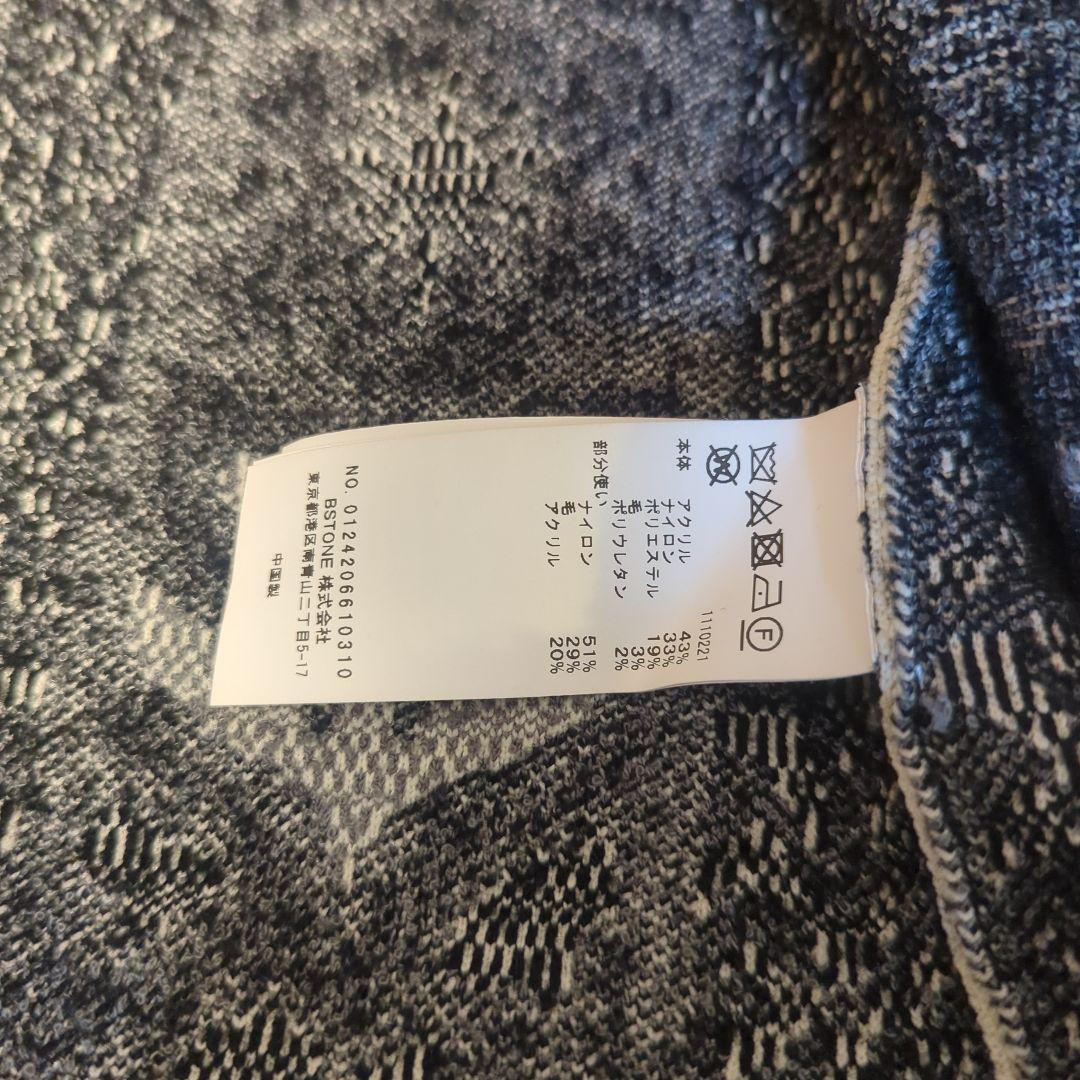 1110221
本体
アクリル 43%
ナイロン 33%
ポリエステル 19%
毛 3%
ポリウレタン 2%
部分使い
ナイロン 51%
毛 29%
アクリル 20%
NO. 0124206610310
BSTONE 株式会社
東京都港区南青山二丁目5-17
中国製
F